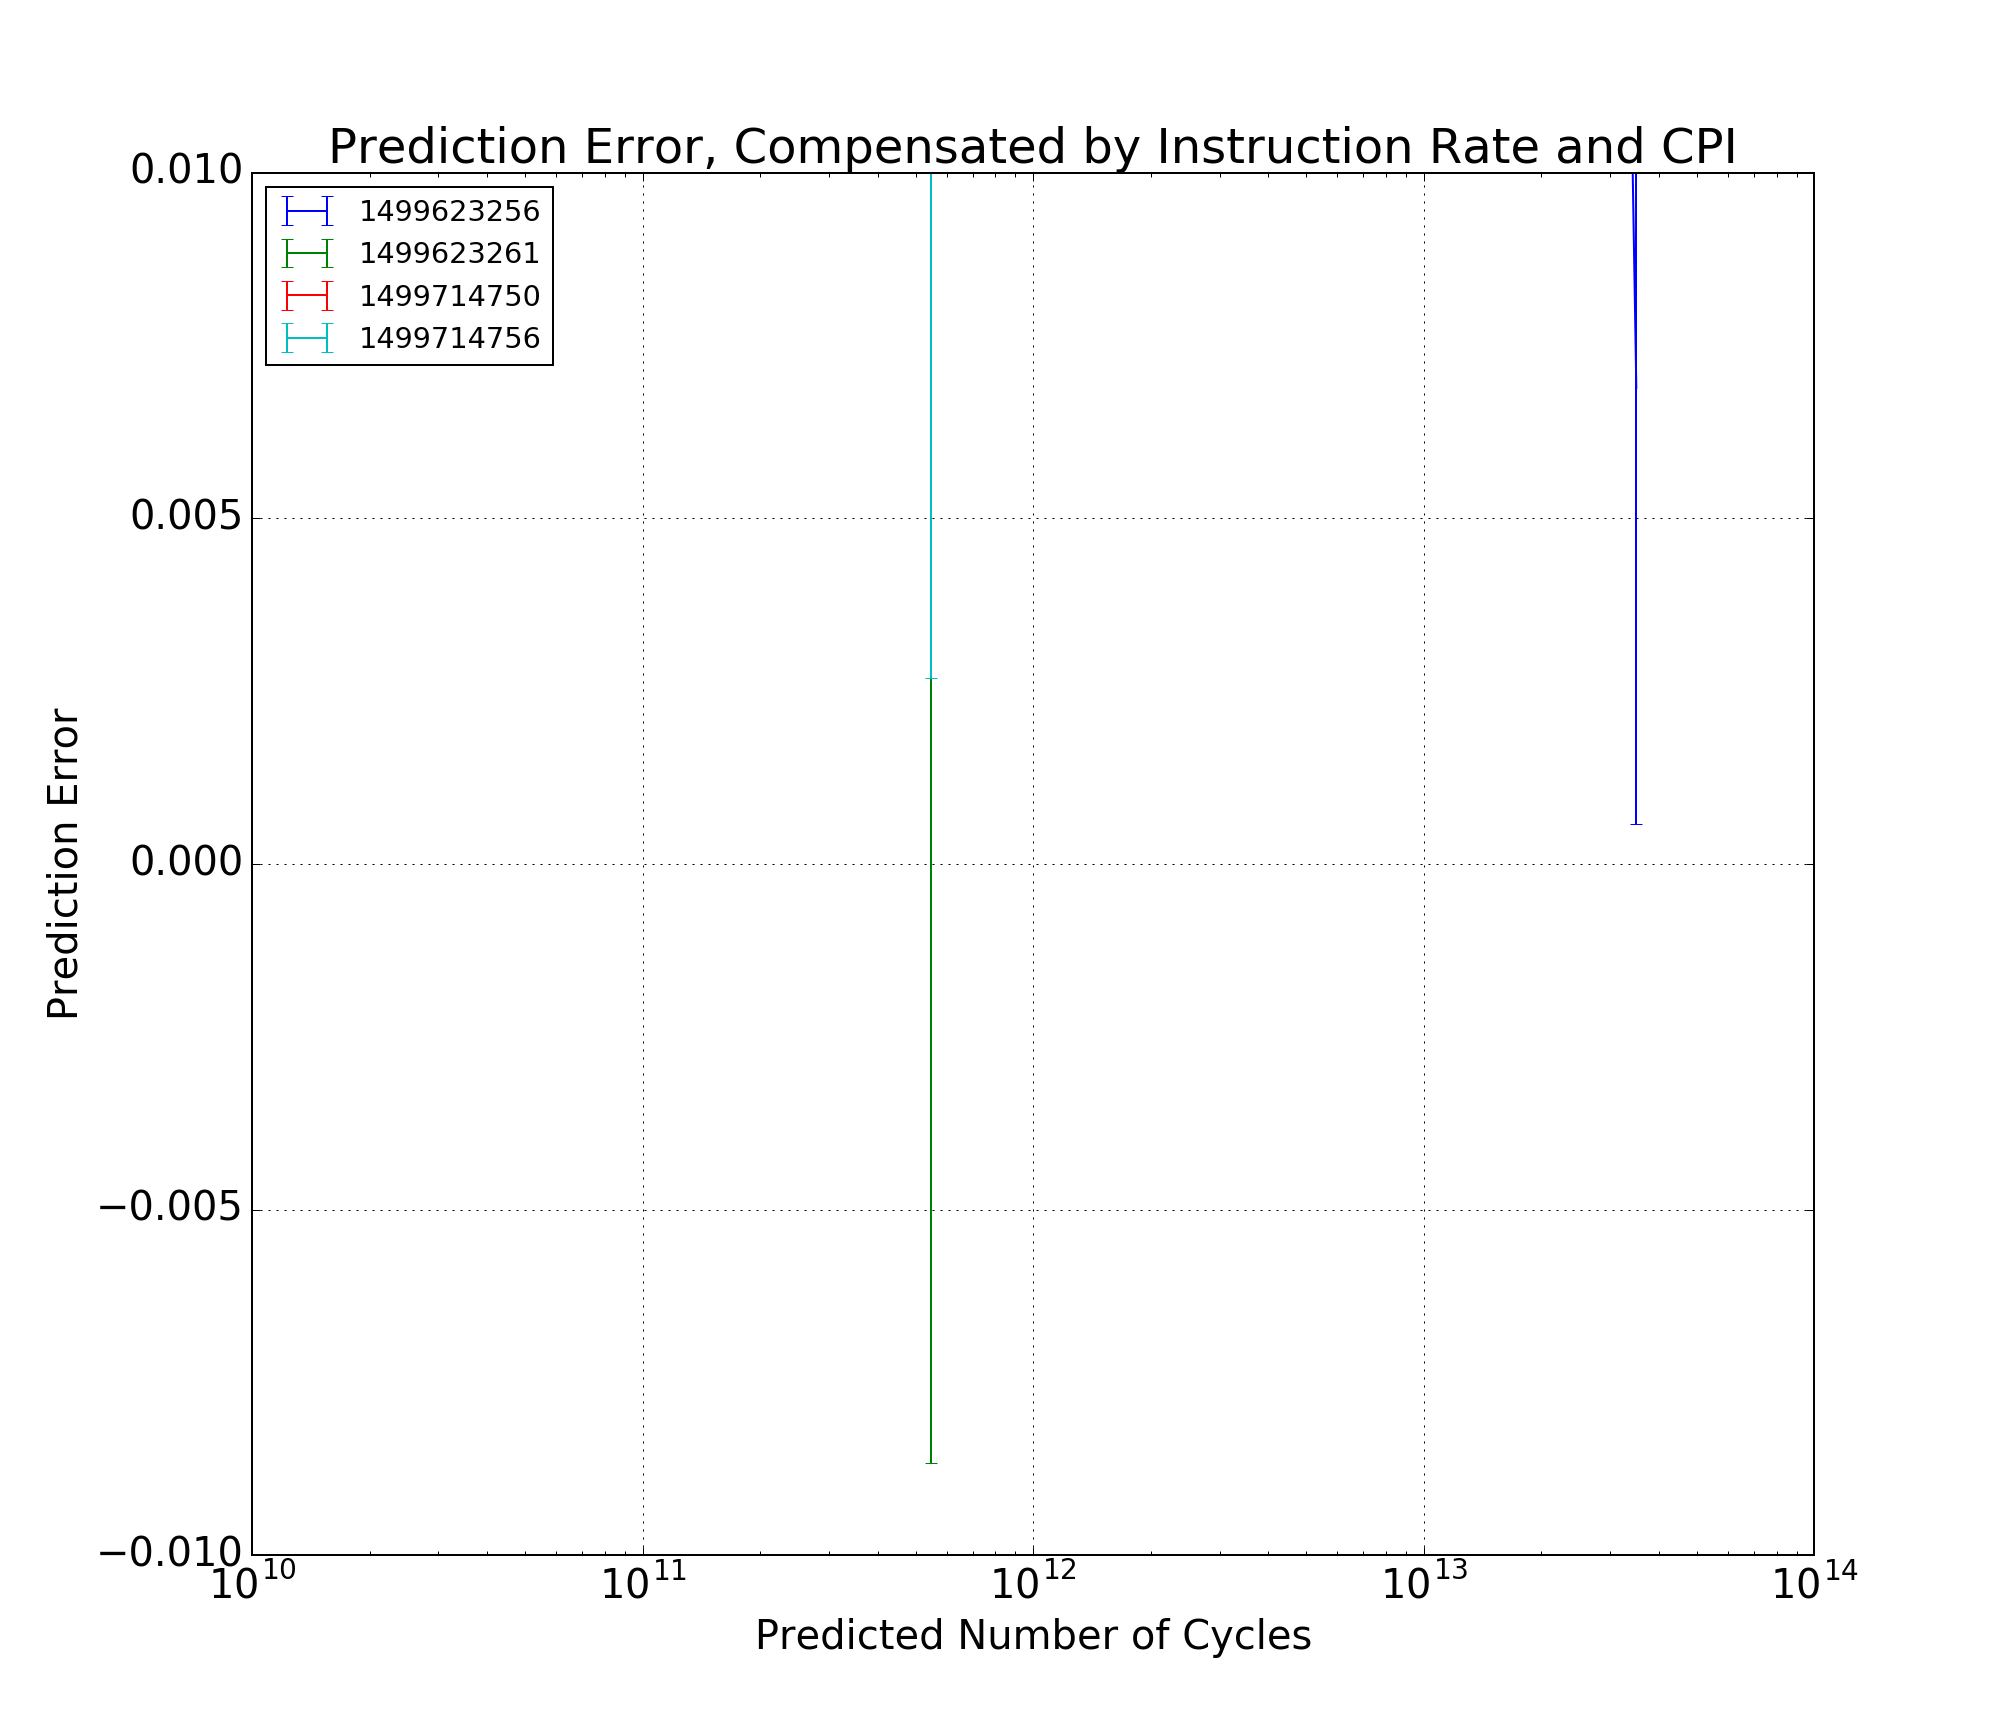 Prediction Error, Compensated by Instruction Rate and CPI
0.010
0.005
0.000
−0.005
−0.010
1499623256
1499623261
1499714750
1499714756
Prediction Error
10^10 10^11 10^12 10^13 10^14
Predicted Number of Cycles